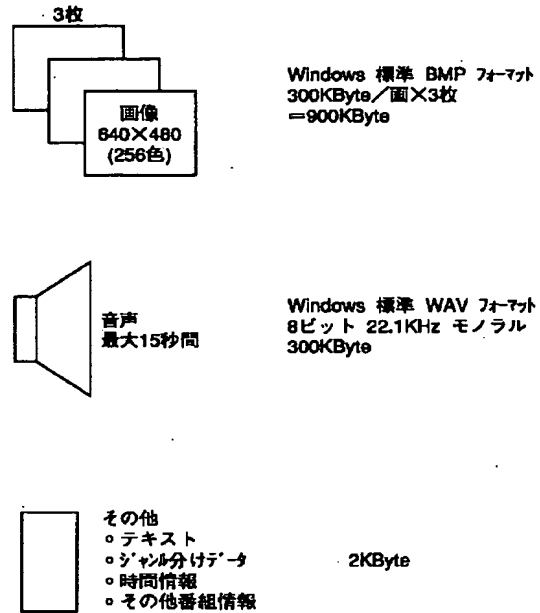 3枚
画像
640×480
(256色)
Windows 標準 BMP ﾌｫｰﾏｯﾄ
300KByte／面×3枚
＝900KByte
音声
最大15秒間
Windows 標準 WAV ﾌｫｰﾏｯﾄ
8ビット 22.1KHz モノラル
300KByte
その他
○テキスト
○ｼﾞｬﾝﾙ分けﾃﾞｰﾀ
○時間情報
○その他番組情報
2KByte